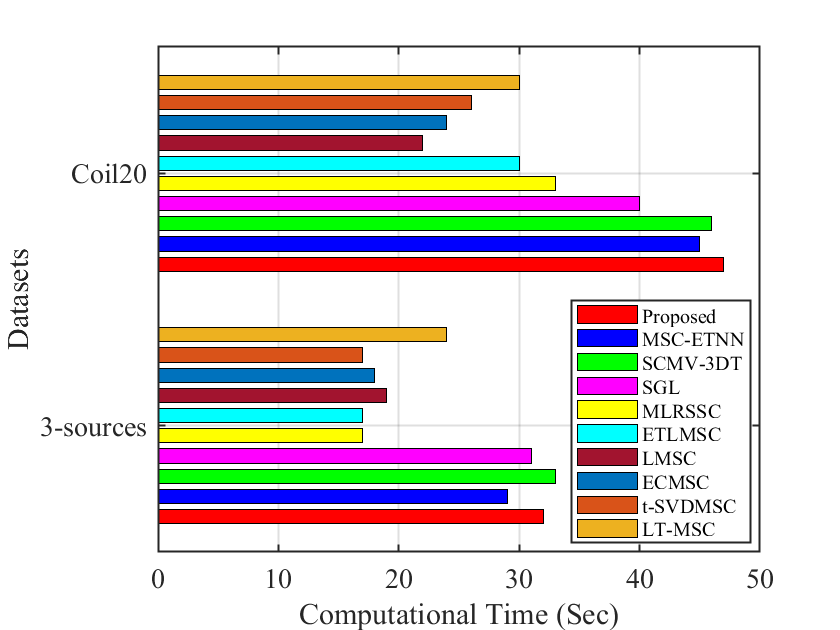 Datasets
Coil20
3-sources
Proposed
MSC-ETNN
SCMV-3DT
SGL
MLRSSC
ETLMSC
LMSC
ECMSC
t-SVDMSC
LT-MSC
0 10 20 30 40 50
Computational Time (Sec)